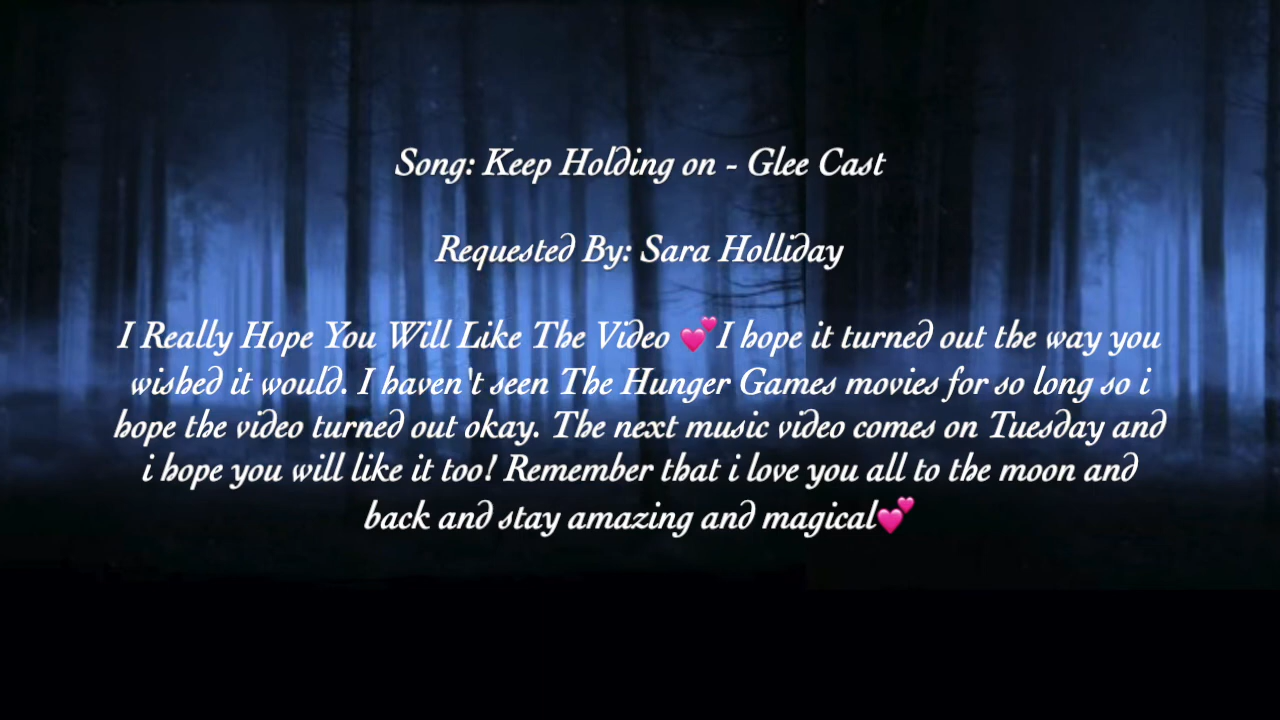 Song: Keep Holding on - Glee Cast
Requested By: Sara Holliday
I Really Hope You Will Like The Video 💕I hope it turned out the way you
wished it would. I haven't seen The Hunger Games movies for so long so i
hope the video turned out okay. The next music video comes on Tuesday and
i hope you will like it too! Remember that i love you all to the moon and
back and stay amazing and magical💕